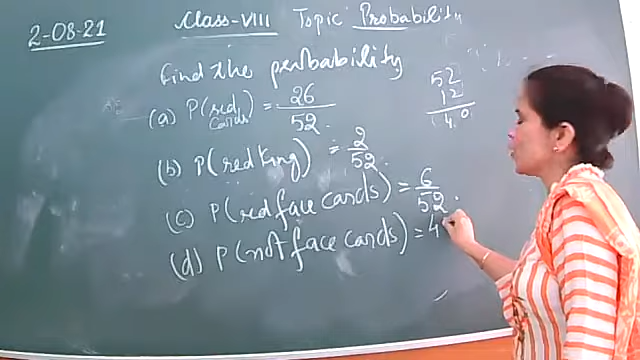 2-08-21
Class-VIII Topic Probability
Find the probability
(a) P(red cards) = 26/52.
(b) P(red King) = 2/52.
(c) P(red face cards) = 6/52.
(d) P(not face cards) = 4
52
12
40